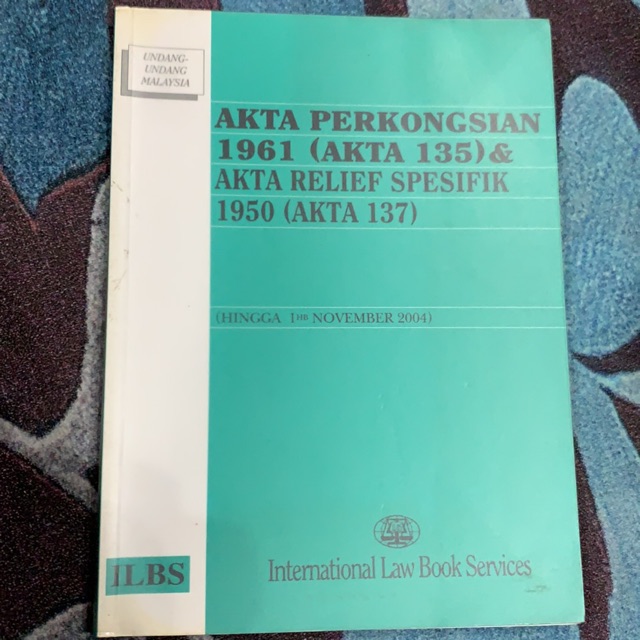 UNDANG-
UNDANG
MALAYSIA
AKTA PERKONGSIAN
1961 (AKTA 135) &
AKTA RELIEF SPESIFIK
1950 (AKTA 137)
(HINGGA 1HB NOVEMBER 2004)
ILBS
International Law Book Services